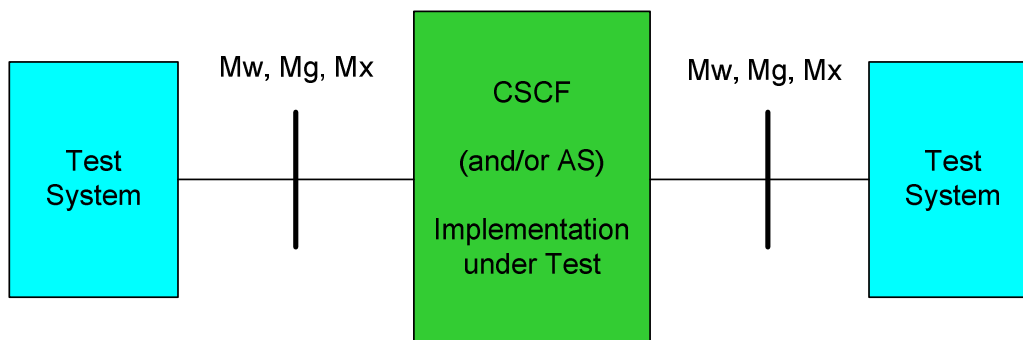 Mw, Mg, Mx
Mw, Mg, Mx
Test
System
CSCF
(and/or AS)
Implementation
under Test
Test
System